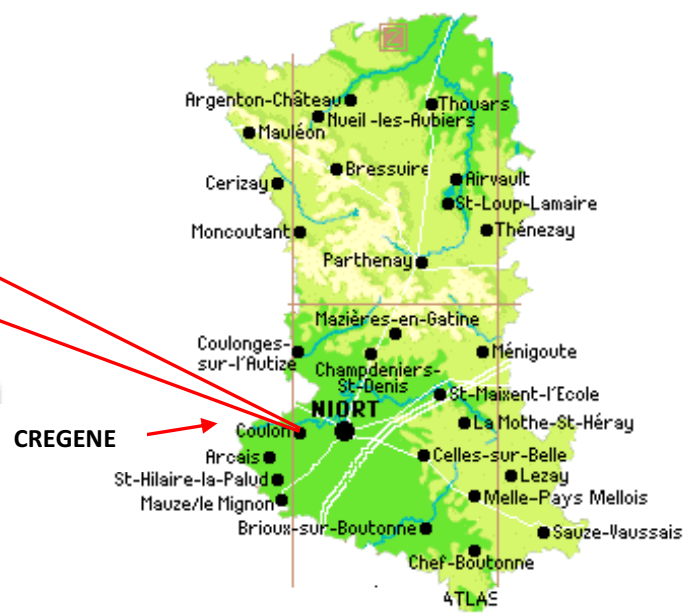 Argenton-Château
Thouars
Nueil -les-Aubiers
Mauléon
Bressuire
Airvault
Cerizay
St-Loup-Lamaire
Moncoutant
Thénezay
Parthenay
Mazières-en-Gatine
Coulonges-
sur-l'Autize
Ménigoute
Champdeniers-
St-Denis
St-Maixent-l'Ecole
NIORT
La Mothe-St-Héray
CREGENE
Coulon
Arcais
Celles-sur-Belle
St-Hilaire-la-Palud
Lezay
Mauze/le Mignon
Melle-Pays Mellois
Brioux-sur-Boutonne
Sauze-Vaussais
Chef-Boutonne
ATLAS